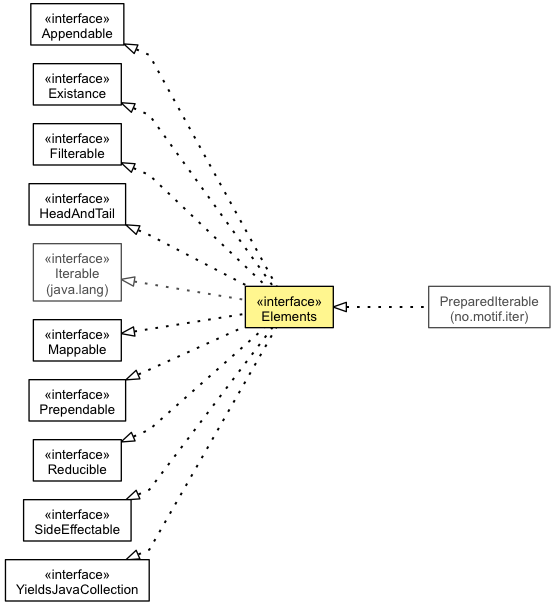 «interface»
Appendable
«interface»
Existance
«interface»
Filterable
«interface»
HeadAndTail
«interface»
Iterable
(java.lang)
«interface»
Mappable
«interface»
Prependable
«interface»
Reducible
«interface»
SideEffectable
«interface»
YieldsJavaCollection
«interface»
Elements
PreparedIterable
(no.motif.iter)